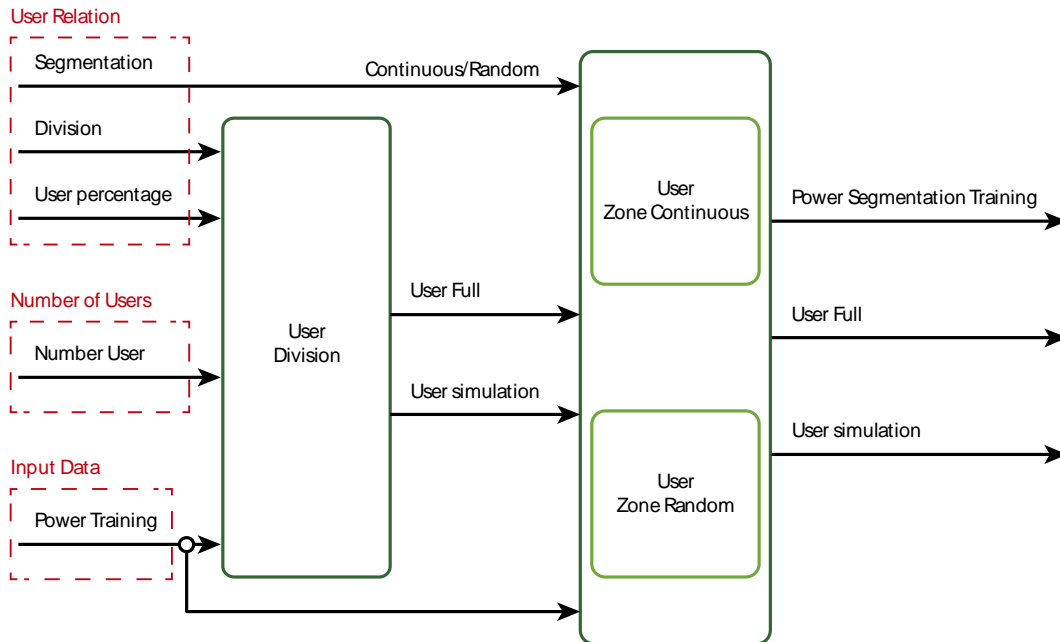 User Relation
Segmentation
Continuous/Random
Division
User percentage
User
Zone Continuous
Power Segmentation Training
Number of Users
User Full
User Full
Number User
User
Division
User simulation
User simulation
Input Data
Power Training
User
Zone Random